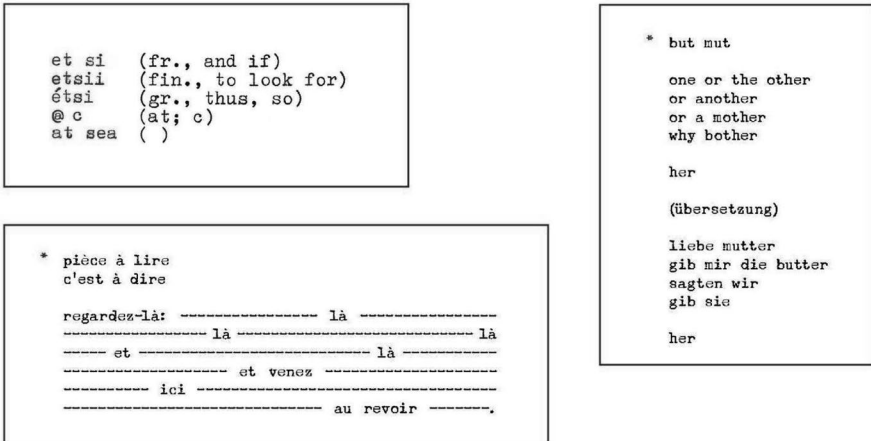 et si (fr., and if)
etsii (fin., to look for)
étsi (gr., thus, so)
@ c (at; c)
at sea ( )
* pièce à lire
c'est à dire
regardez-là: ---------------- là ----------------
----------------- là ---------------------------- là
----- et --------------------------- là -----------
------------------- et venez --------------------
---------- ici -----------------------------------
------------------------------ au revoir -------.
* but mut
one or the other
or another
or a mother
why bother
her
(übersetzung)
liebe mutter
gib mir die butter
sagten wir
gib sie
her